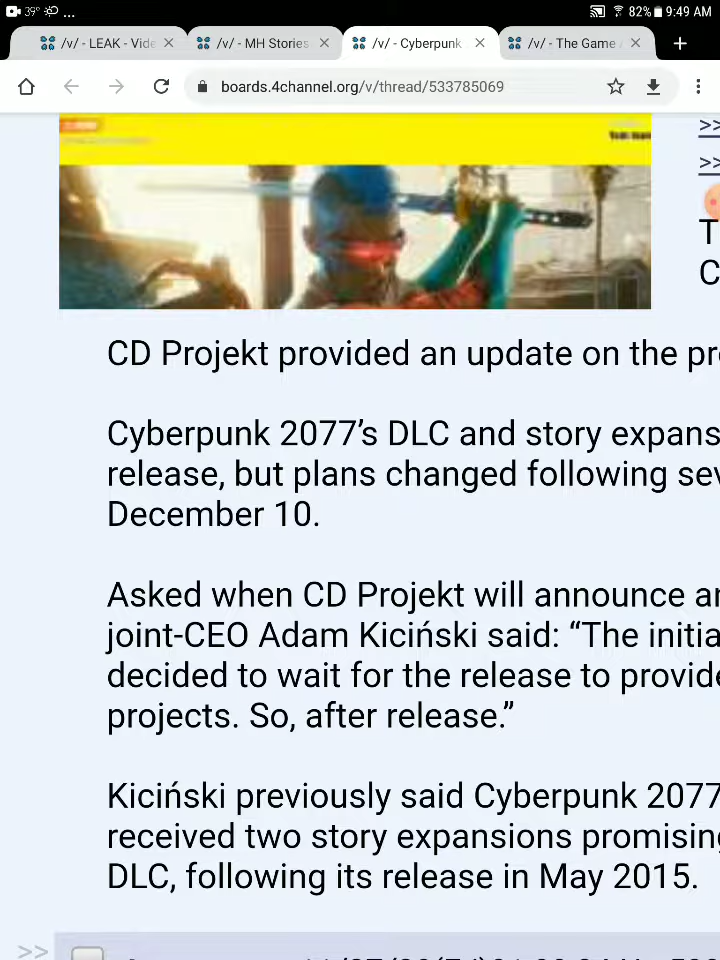 39° ... 82% 9:49 AM
/v/ - LEAK - Vide /v/ - MH Stories /v/ - Cyberpunk /v/ - The Game
boards.4channel.org/v/thread/533785069
>>
>>
T
C
CD Projekt provided an update on the pr
Cyberpunk 2077’s DLC and story expans
release, but plans changed following sev
December 10.
Asked when CD Projekt will announce a
joint-CEO Adam Kiciński said: “The initia
decided to wait for the release to provide
projects. So, after release.”
Kiciński previously said Cyberpunk 2077
received two story expansions promising
DLC, following its release in May 2015.
>>